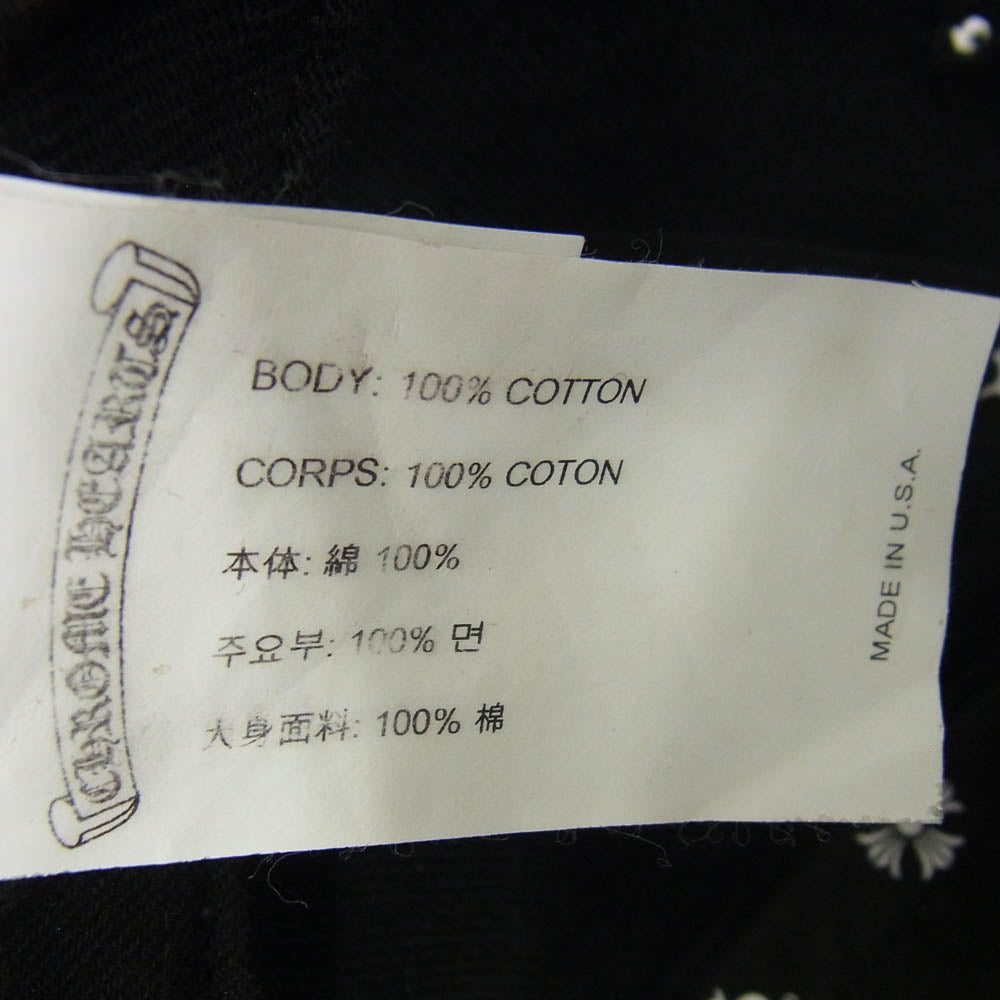 CHROME HEARTS
BODY: 100% COTTON
CORPS: 100% COTON
本体: 綿 100%
주요부: 100% 면
大身面料: 100% 棉
MADE IN U.S.A.